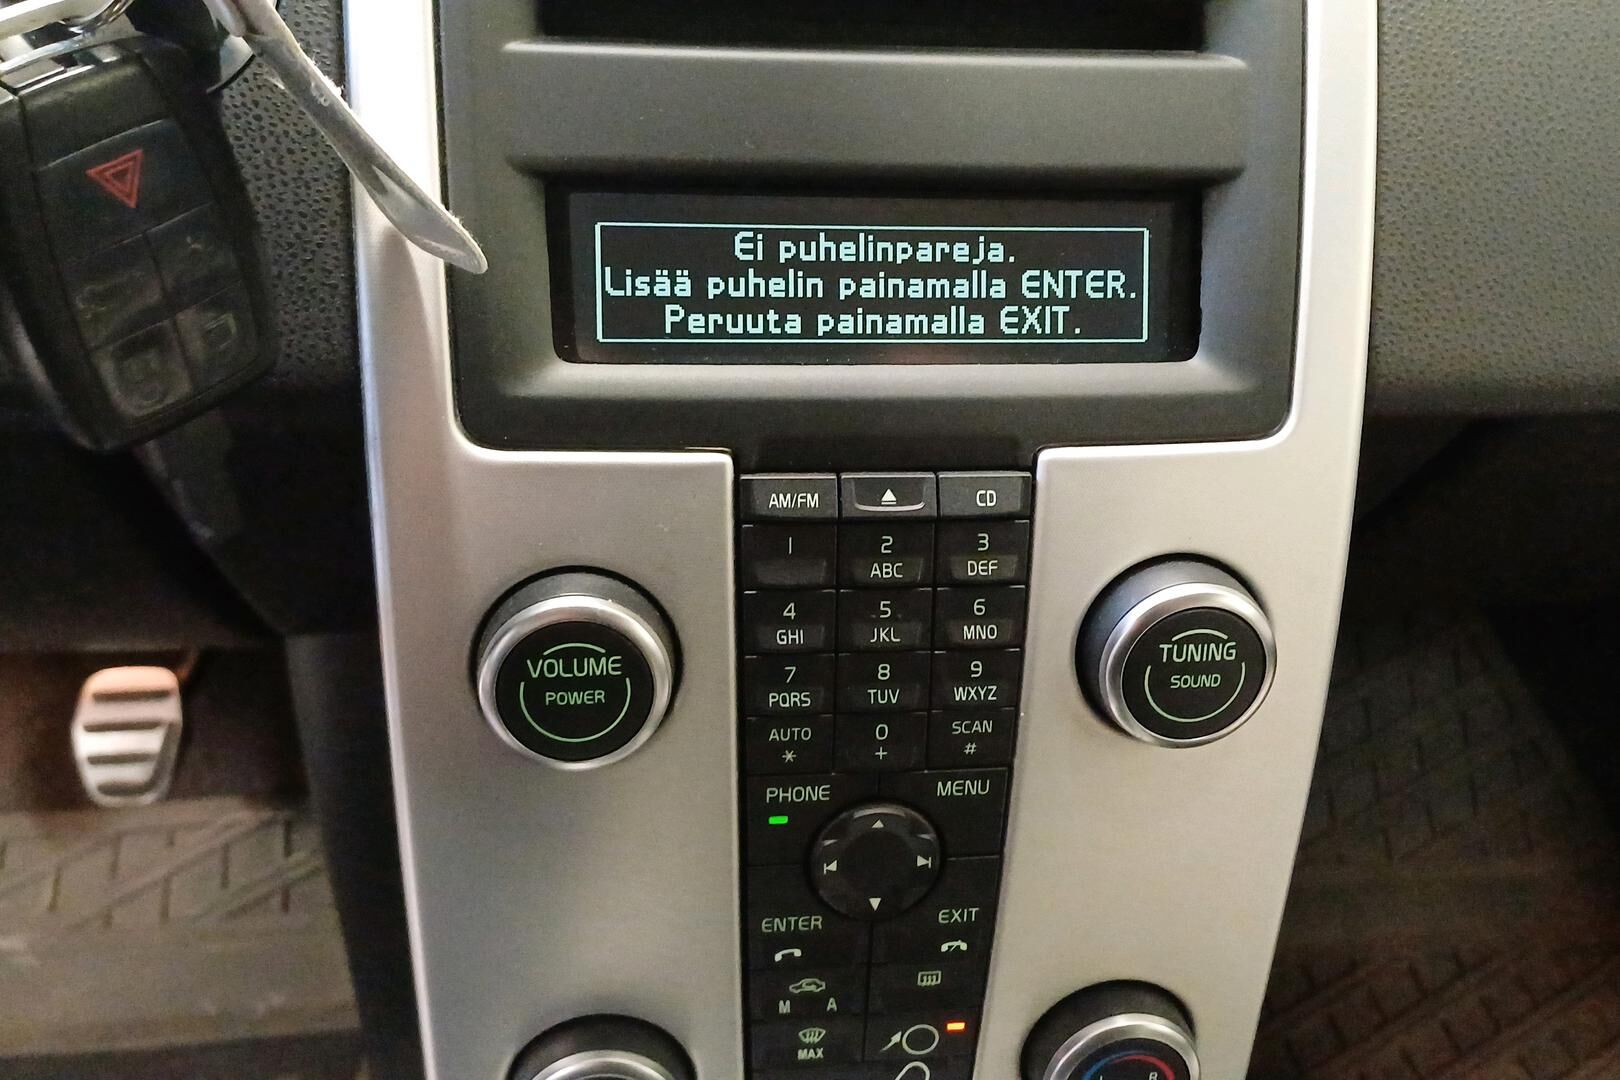 Ei puhelinpareja.
Lisää puhelin painamalla ENTER.
Peruuta painamalla EXIT.
AM/FM
CD
1
2
3
ABC
DEF
4
5
6
GHI
JKL
MNO
7
8
9
PQRS
TUV
WXYZ
AUTO
0
SCAN
*
+
#
VOLUME
POWER
TUNING
SOUND
PHONE
MENU
ENTER
EXIT
M A
MAX
R